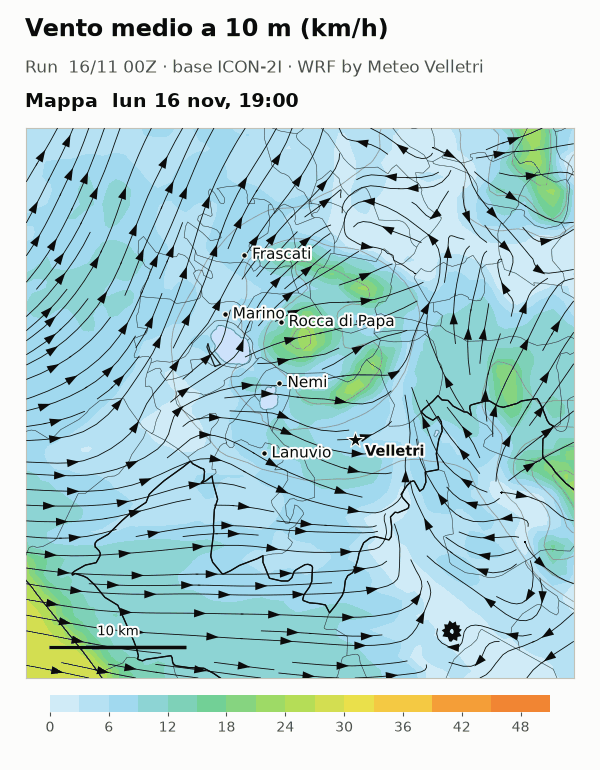 Vento medio a 10 m (km/h)
Run 16/11 00Z · base ICON-2I · WRF by Meteo Velletri
Mappa lun 16 nov, 19:00
Frascati
Marino
Rocca di Papa
Nemi
Velletri
Lanuvio
10 km
0 6 12 18 24 30 36 42 48